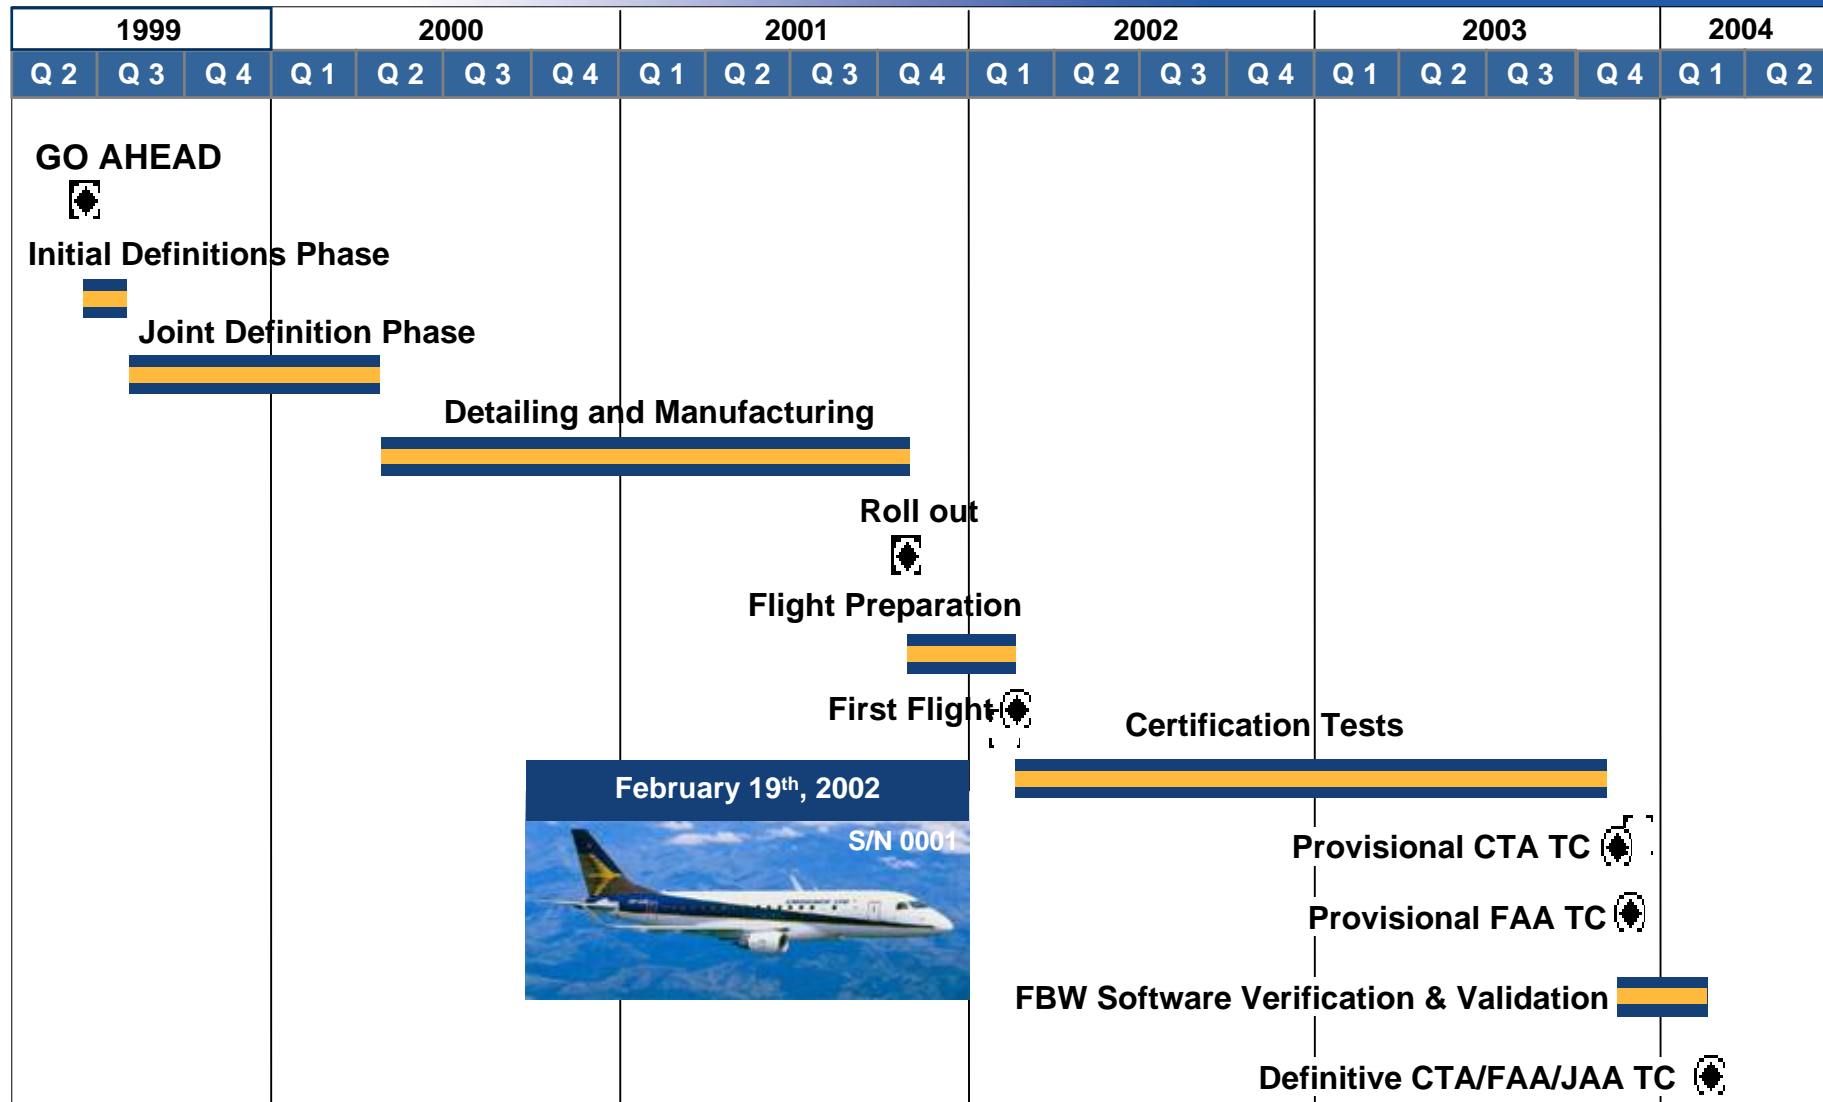 1999 2000 2001 2002 2003 2004
Q 2 Q 3 Q 4 Q 1 Q 2 Q 3 Q 4 Q 1 Q 2 Q 3 Q 4 Q 1 Q 2 Q 3 Q 4 Q 1 Q 2 Q 3 Q 4 Q 1 Q 2
GO AHEAD
Initial Definitions Phase
Joint Definition Phase
Detailing and Manufacturing
Roll out
Flight Preparation
First Flight
Certification Tests
February 19th, 2002
S/N 0001
Provisional CTA TC
Provisional FAA TC
FBW Software Verification & Validation
Definitive CTA/FAA/JAA TC